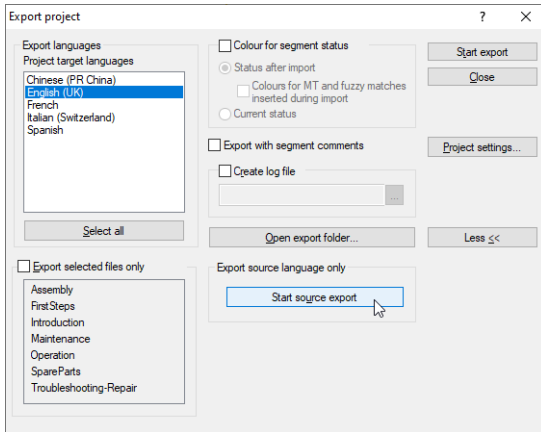 Export project
?
Export languages
Project target languages
Chinese (PR China)
English (UK)
French
Italian (Switzerland)
Spanish
Select all
Colour for segment status
Status after import
Colours for MT and fuzzy matches
inserted during import
Current status
Export with segment comments
Create log file
...
Open export folder...
Start export
Close
Project settings...
Less <<
Export selected files only
Assembly
FirstSteps
Introduction
Maintenance
Operation
SpareParts
Troubleshooting-Repair
Export source language only
Start source export